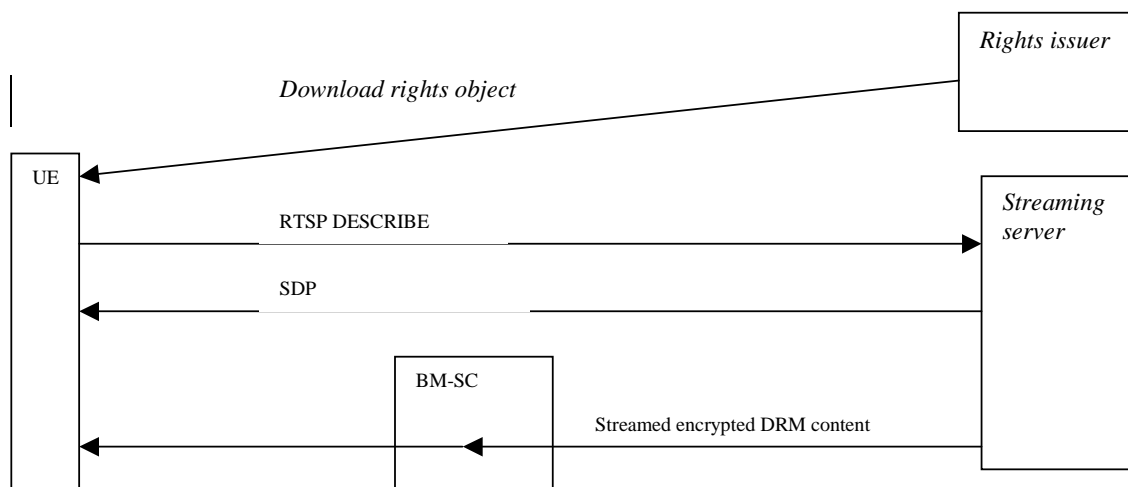 Rights issuer
Download rights object
UE
Streaming
server
RTSP DESCRIBE
SDP
BM-SC
Streamed encrypted DRM content